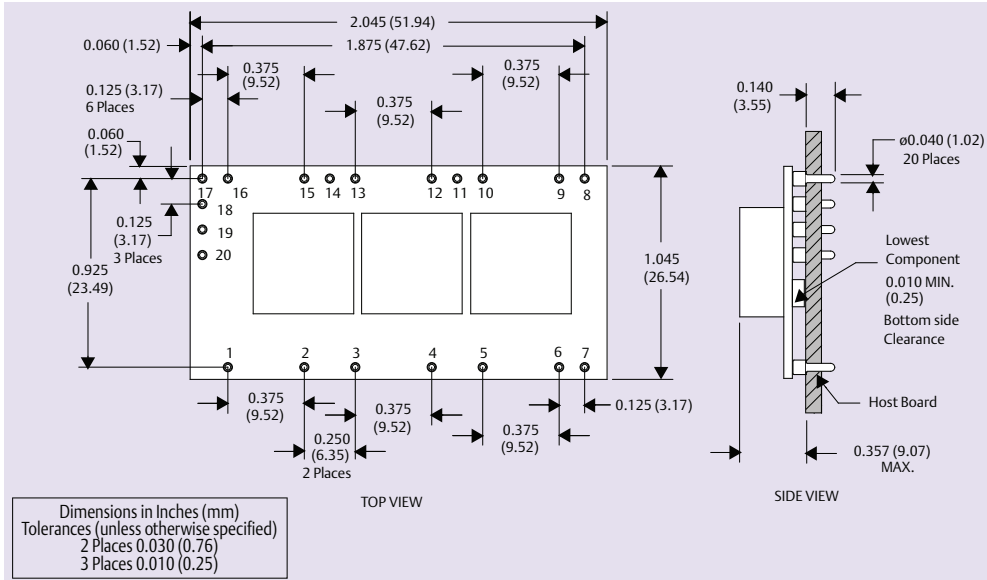 2.045 (51.94)
0.060 (1.52)
1.875 (47.62)
0.375
(9.52)
0.375
(9.52)
0.125 (3.17)
6 Places
0.375
(9.52)
0.060
(1.52)
17
16
15
14
13
12
11
10
9
8
18
19
20
0.125
(3.17)
3 Places
0.925
(23.49)
1.045
(26.54)
1
2
3
4
5
6
7
0.375
(9.52)
0.375
(9.52)
0.125 (3.17)
0.250
(6.35)
2 Places
0.375
(9.52)
TOP VIEW
0.140
(3.55)
ø0.040 (1.02)
20 Places
Lowest
Component
0.010 MIN.
(0.25)
Bottom side
Clearance
Host Board
0.357 (9.07)
MAX.
SIDE VIEW
Dimensions in Inches (mm)
Tolerances (unless otherwise specified)
2 Places 0.030 (0.76)
3 Places 0.010 (0.25)